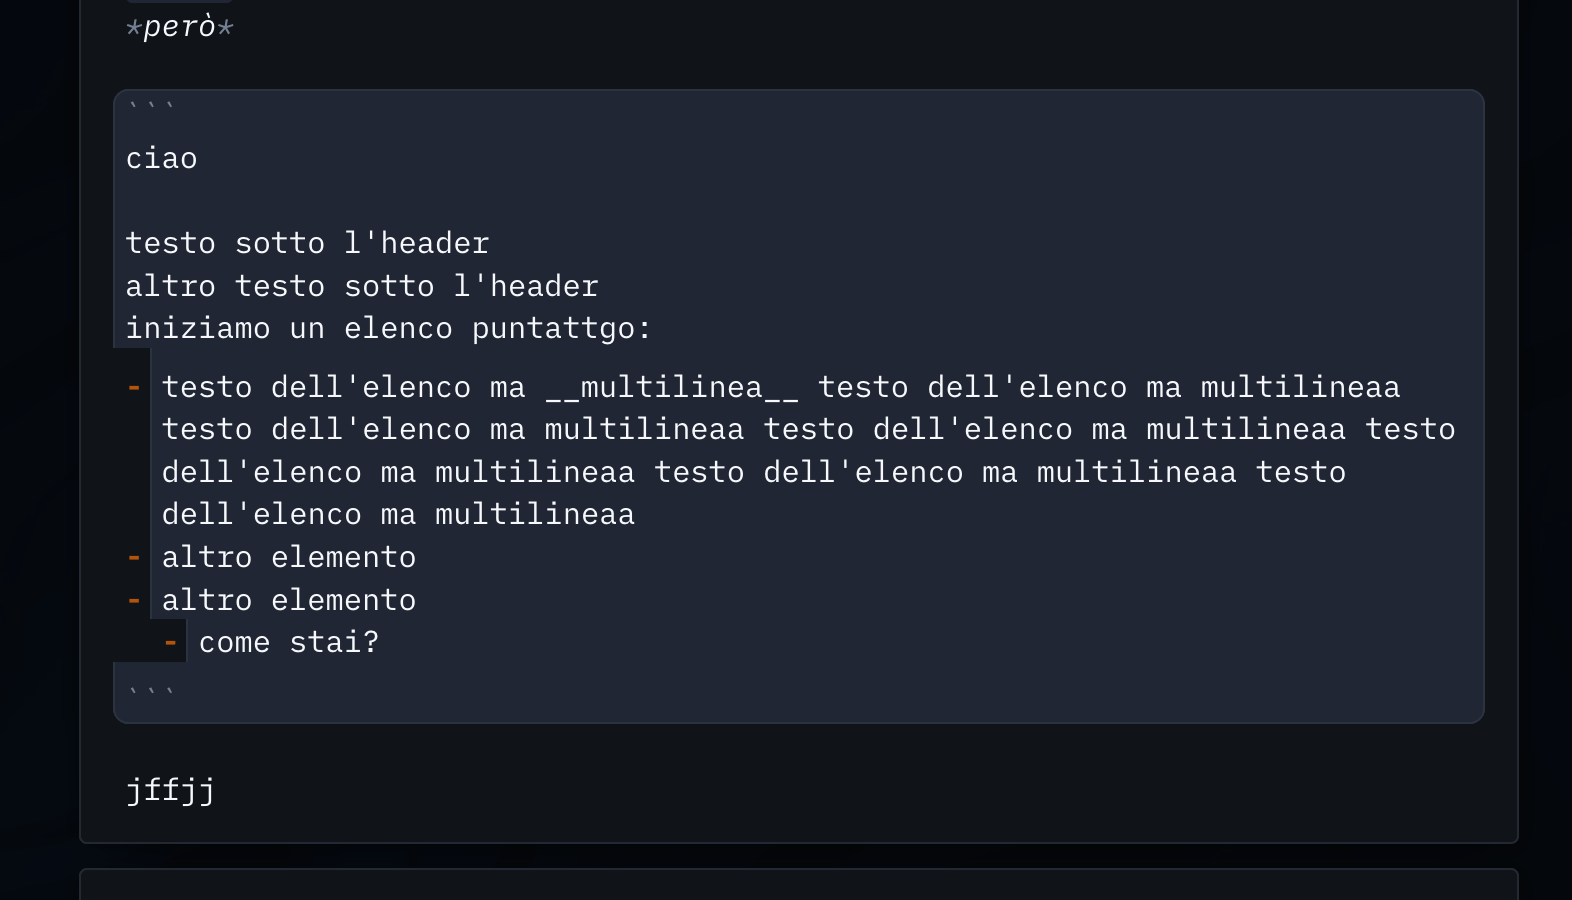 *però*
```
ciao
testo sotto l'header
altro testo sotto l'header
iniziamo un elenco puntattgo:
- testo dell'elenco ma __multilinea__ testo dell'elenco ma multilineaa
testo dell'elenco ma multilineaa testo dell'elenco ma multilineaa testo
dell'elenco ma multilineaa testo dell'elenco ma multilineaa testo
dell'elenco ma multilineaa
- altro elemento
- altro elemento
- come stai?
```
jffjj